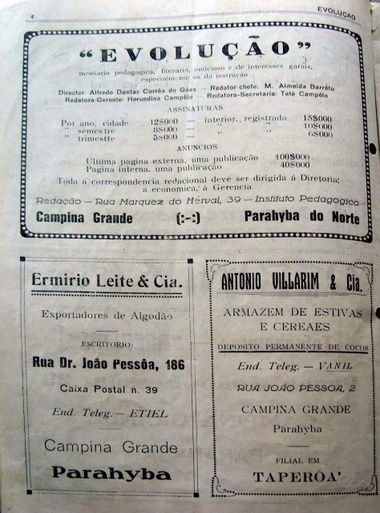 4
EVOLUÇÃO
“EVOLUÇÃO”
mensario pedagogico, literario, noticioso e de interesses gerais,
especialmente os da instrução
Director: Alfredo Dantas Corrêa de Góes — Redator chefe: M. Almeida Barrêto
Redatora-Gerente: Herundina Campêlo — Redatora-Secretaria: Teté Campêlo
ASSINATURAS
Por ano, cidade 12$000 — interior, registrada 15$000
“ semestre 8$000 — “ “ 10$000
“ trimestre 5$000 — “ “ 6$000
ANUNCIOS
Ultima pagina externa, uma publicação 100$000
Pagina interna, uma publicação 40$000
Toda a correspondencia redacional deve ser dirigida á Diretoria;
a economica, á Gerencia
Redação — Rua Marquez do Herval, 39 — Instituto Pedagogico
Campina Grande (:-:) Parahyba do Norte
Ermirio Leite & Cia.
Exportadores de Algodão
ESCRITORIO:
Rua Dr. João Pessôa, 186
Caixa Postal n. 39
End. Teleg. — ETIEL
Campina Grande
Parahyba
ANTONIO VILLARIM & Cia.
ARMAZEM DE ESTIVAS
E CEREAES
DEPOSITO PERMANENTE DE COCOS
End. Teleg. — VANIL
RUA JOÃO PESSOA, 2
CAMPINA GRANDE
Parahyba
FILIAL EM
TAPEROA'